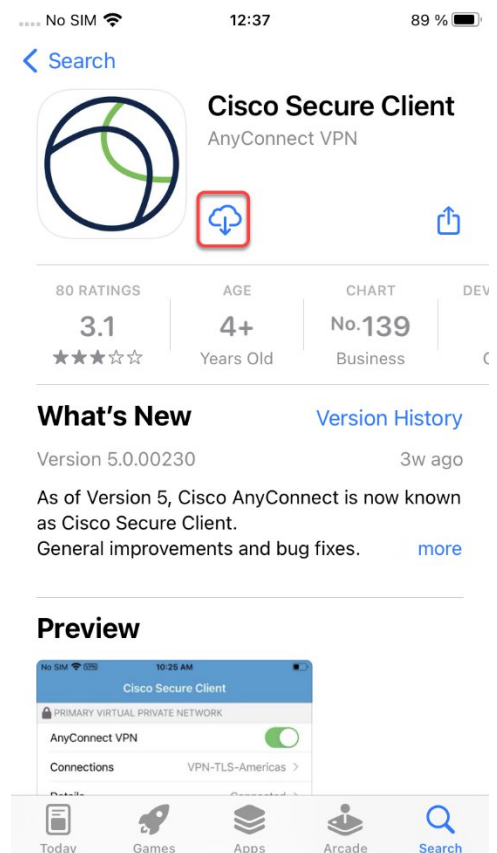 No SIM 12:37 89 %
Search
Cisco Secure Client
AnyConnect VPN
80 RATINGS AGE CHART DEV
3.1 4+ No.139
Years Old Business C
What's New Version History
Version 5.0.00230 3w ago
As of Version 5, Cisco AnyConnect is now known
as Cisco Secure Client.
General improvements and bug fixes. more
Preview
No SIM VPN 10:25 AM
Cisco Secure Client
PRIMARY VIRTUAL PRIVATE NETWORK
AnyConnect VPN
Connections VPN-TLS-Americas
Details Connected
Today Games Apps Arcade Search